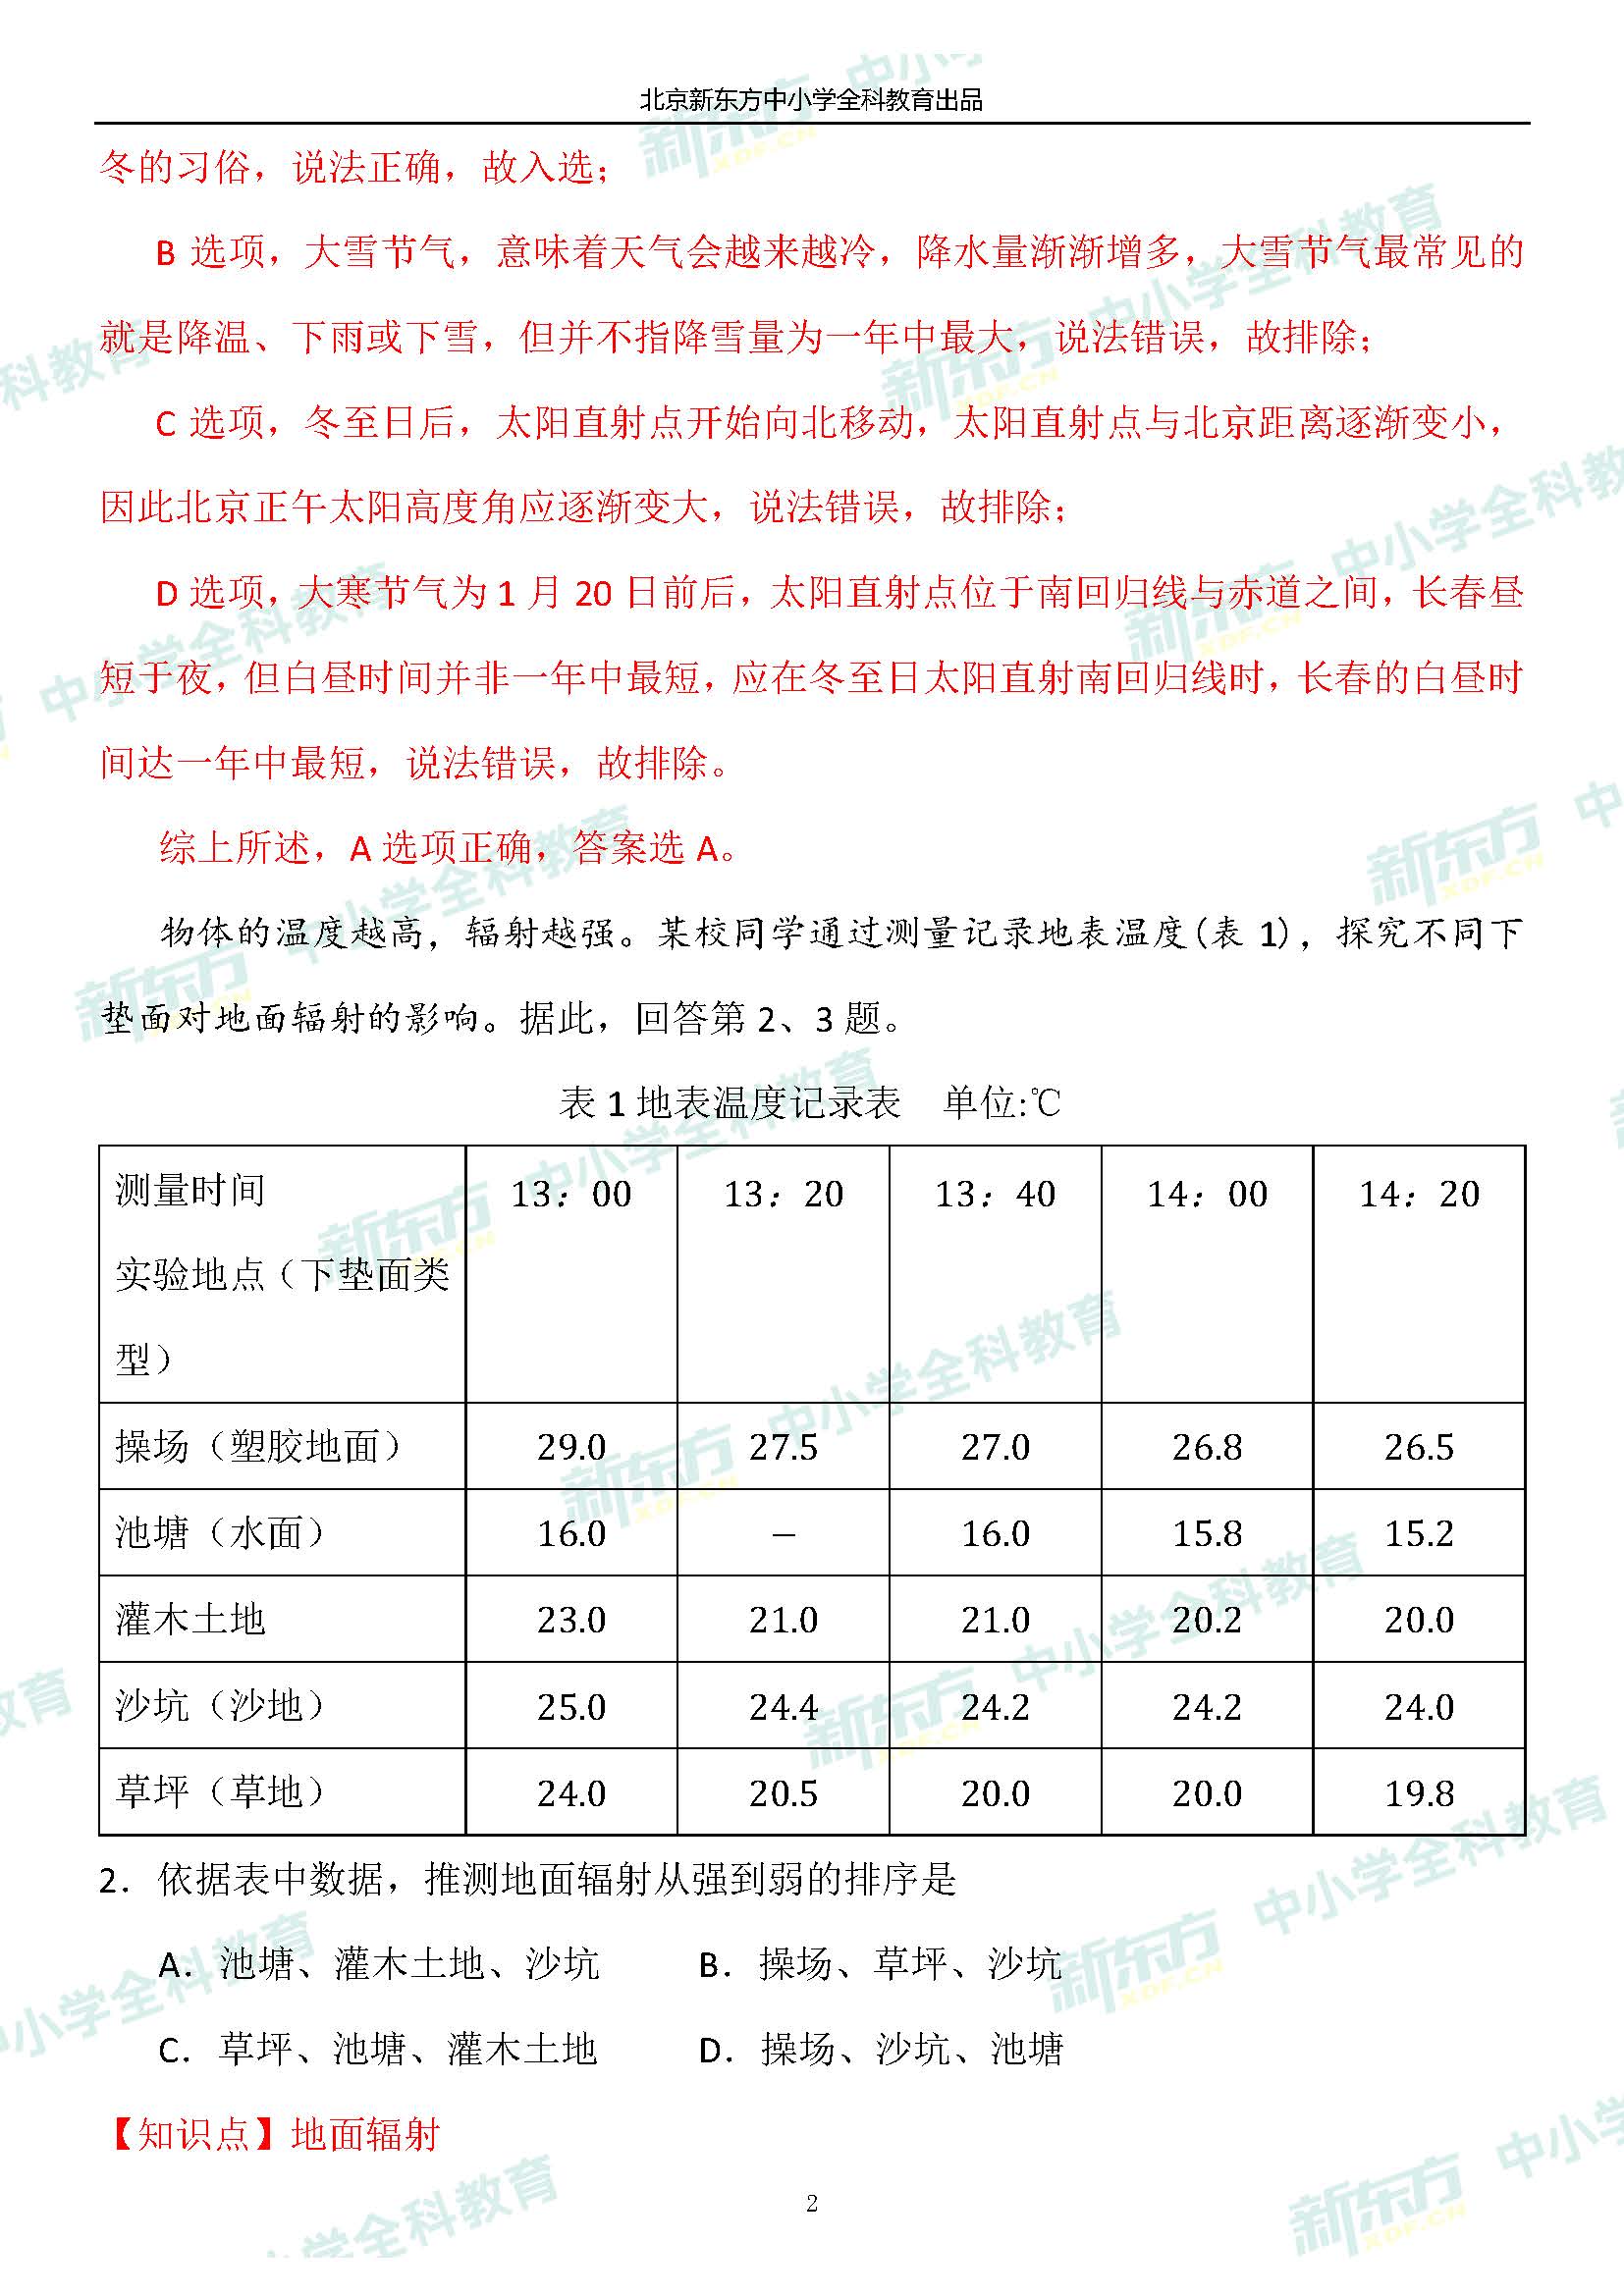 北京新东方中小学全科教育出品
冬的习俗，说法正确，故入选；
B 选项，大雪节气，意味着天气会越来越冷，降水量渐渐增多，大雪节气最常见的
就是降温、下雨或下雪，但并不指降雪量为一年中最大，说法错误，故排除；
C 选项，冬至日后，太阳直射点开始向北移动，太阳直射点与北京距离逐渐变小，
因此北京正午太阳高度角应逐渐变大，说法错误，故排除；
D 选项，大寒节气为 1 月 20 日前后，太阳直射点位于南回归线与赤道之间，长春昼
短于夜，但白昼时间并非一年中最短，应在冬至日太阳直射南回归线时，长春的白昼时
间达一年中最短，说法错误，故排除。
综上所述，A 选项正确，答案选 A。
物体的温度越高，辐射越强。某校同学通过测量记录地表温度(表 1)，探究不同下
垫面对地面辐射的影响。据此，回答第 2、3 题。
表 1 地表温度记录表 单位:℃
测量时间 13：00 13：20 13：40 14：00 14：20
实验地点（下垫面类
型）
操场（塑胶地面） 29.0 27.5 27.0 26.8 26.5
池塘（水面） 16.0 – 16.0 15.8 15.2
灌木土地 23.0 21.0 21.0 20.2 20.0
沙坑（沙地） 25.0 24.4 24.2 24.2 24.0
草坪（草地） 24.0 20.5 20.0 20.0 19.8
2．依据表中数据，推测地面辐射从强到弱的排序是
A．池塘、灌木土地、沙坑 B．操场、草坪、沙坑
C．草坪、池塘、灌木土地 D．操场、沙坑、池塘
【知识点】地面辐射
2
新东方 XDF.CN 中小学全科教育